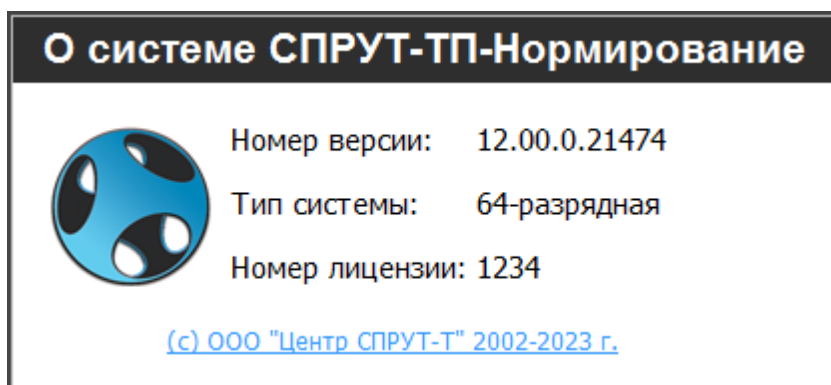 О системе СПРУТ-ТП-Нормирование
Номер версии: 12.00.0.21474
Тип системы: 64-разрядная
Номер лицензии: 1234
(c) ООО "Центр СПРУТ-Т" 2002-2023 г.